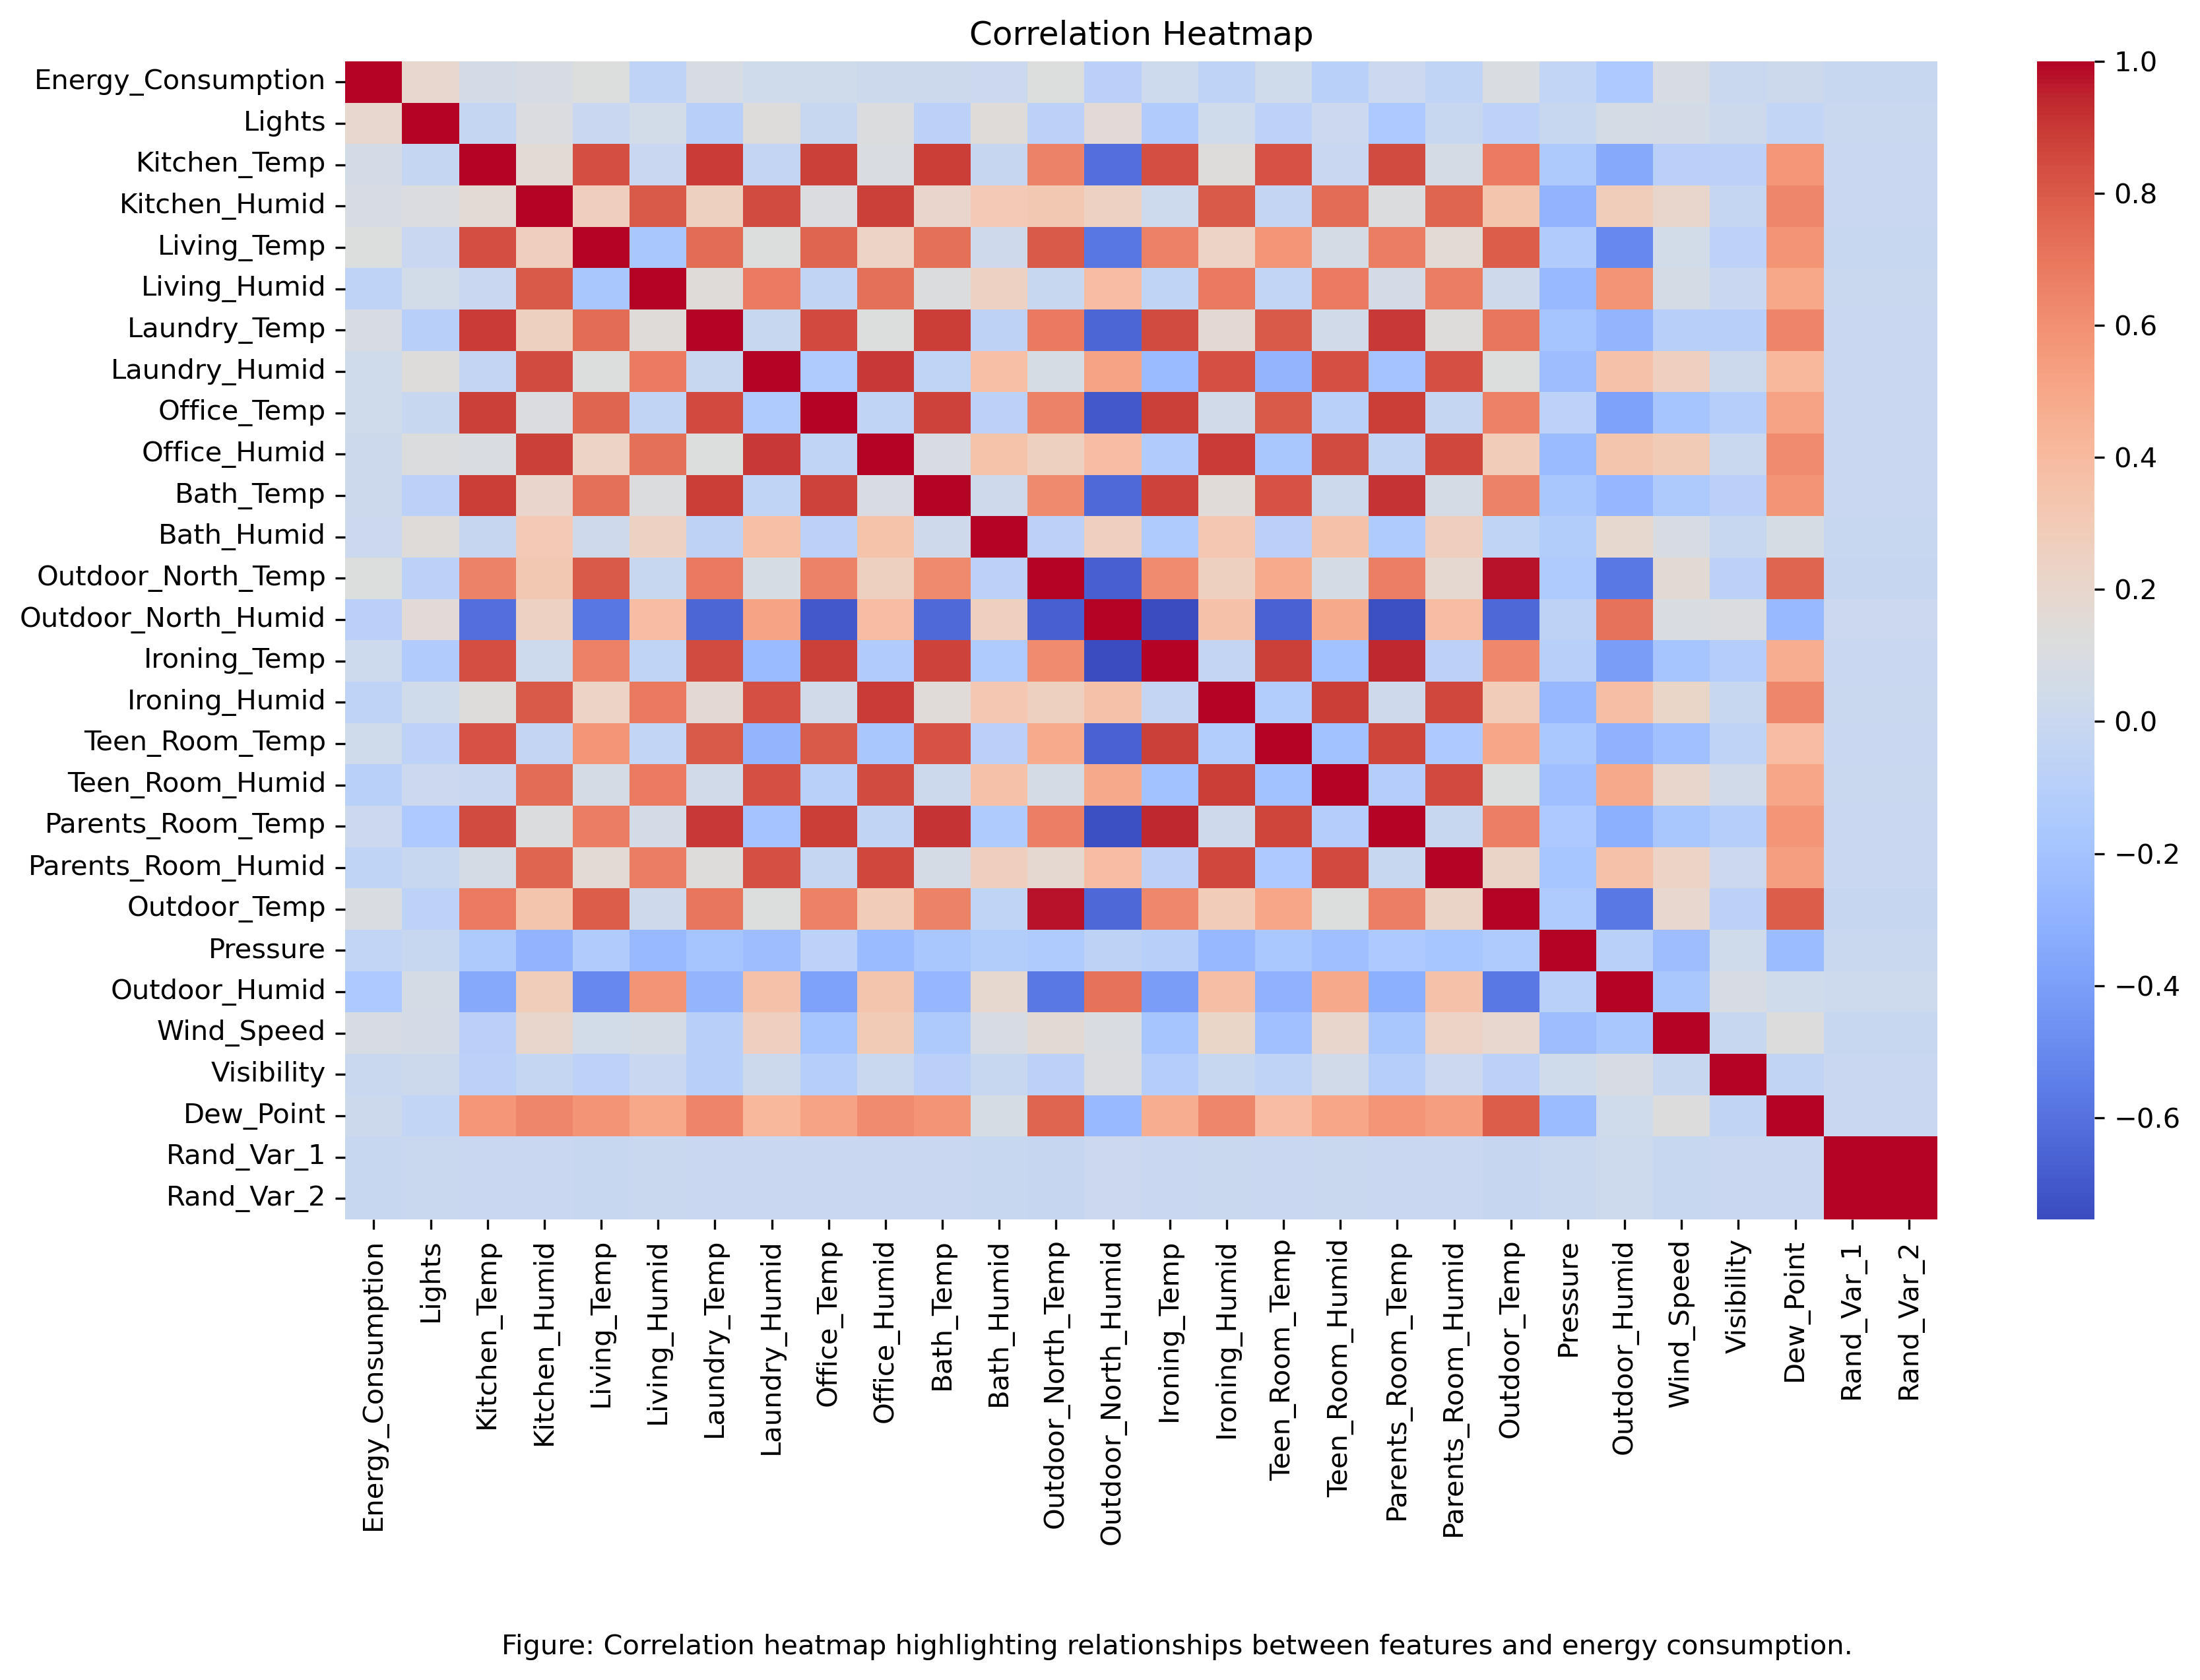 Correlation Heatmap
Energy_Consumption
Lights
Kitchen_Temp
Kitchen_Humid
Living_Temp
Living_Humid
Laundry_Temp
Laundry_Humid
Office_Temp
Office_Humid
Bath_Temp
Bath_Humid
Outdoor_North_Temp
Outdoor_North_Humid
Ironing_Temp
Ironing_Humid
Teen_Room_Temp
Teen_Room_Humid
Parents_Room_Temp
Parents_Room_Humid
Outdoor_Temp
Pressure
Outdoor_Humid
Wind_Speed
Visibility
Dew_Point
Rand_Var_1
Rand_Var_2
Energy_Consumption
Lights
Kitchen_Temp
Kitchen_Humid
Living_Temp
Living_Humid
Laundry_Temp
Laundry_Humid
Office_Temp
Office_Humid
Bath_Temp
Bath_Humid
Outdoor_North_Temp
Outdoor_North_Humid
Ironing_Temp
Ironing_Humid
Teen_Room_Temp
Teen_Room_Humid
Parents_Room_Temp
Parents_Room_Humid
Outdoor_Temp
Pressure
Outdoor_Humid
Wind_Speed
Visibility
Dew_Point
Rand_Var_1
Rand_Var_2
1.0
0.8
0.6
0.4
0.2
0.0
−0.2
−0.4
−0.6
Figure: Correlation heatmap highlighting relationships between features and energy consumption.